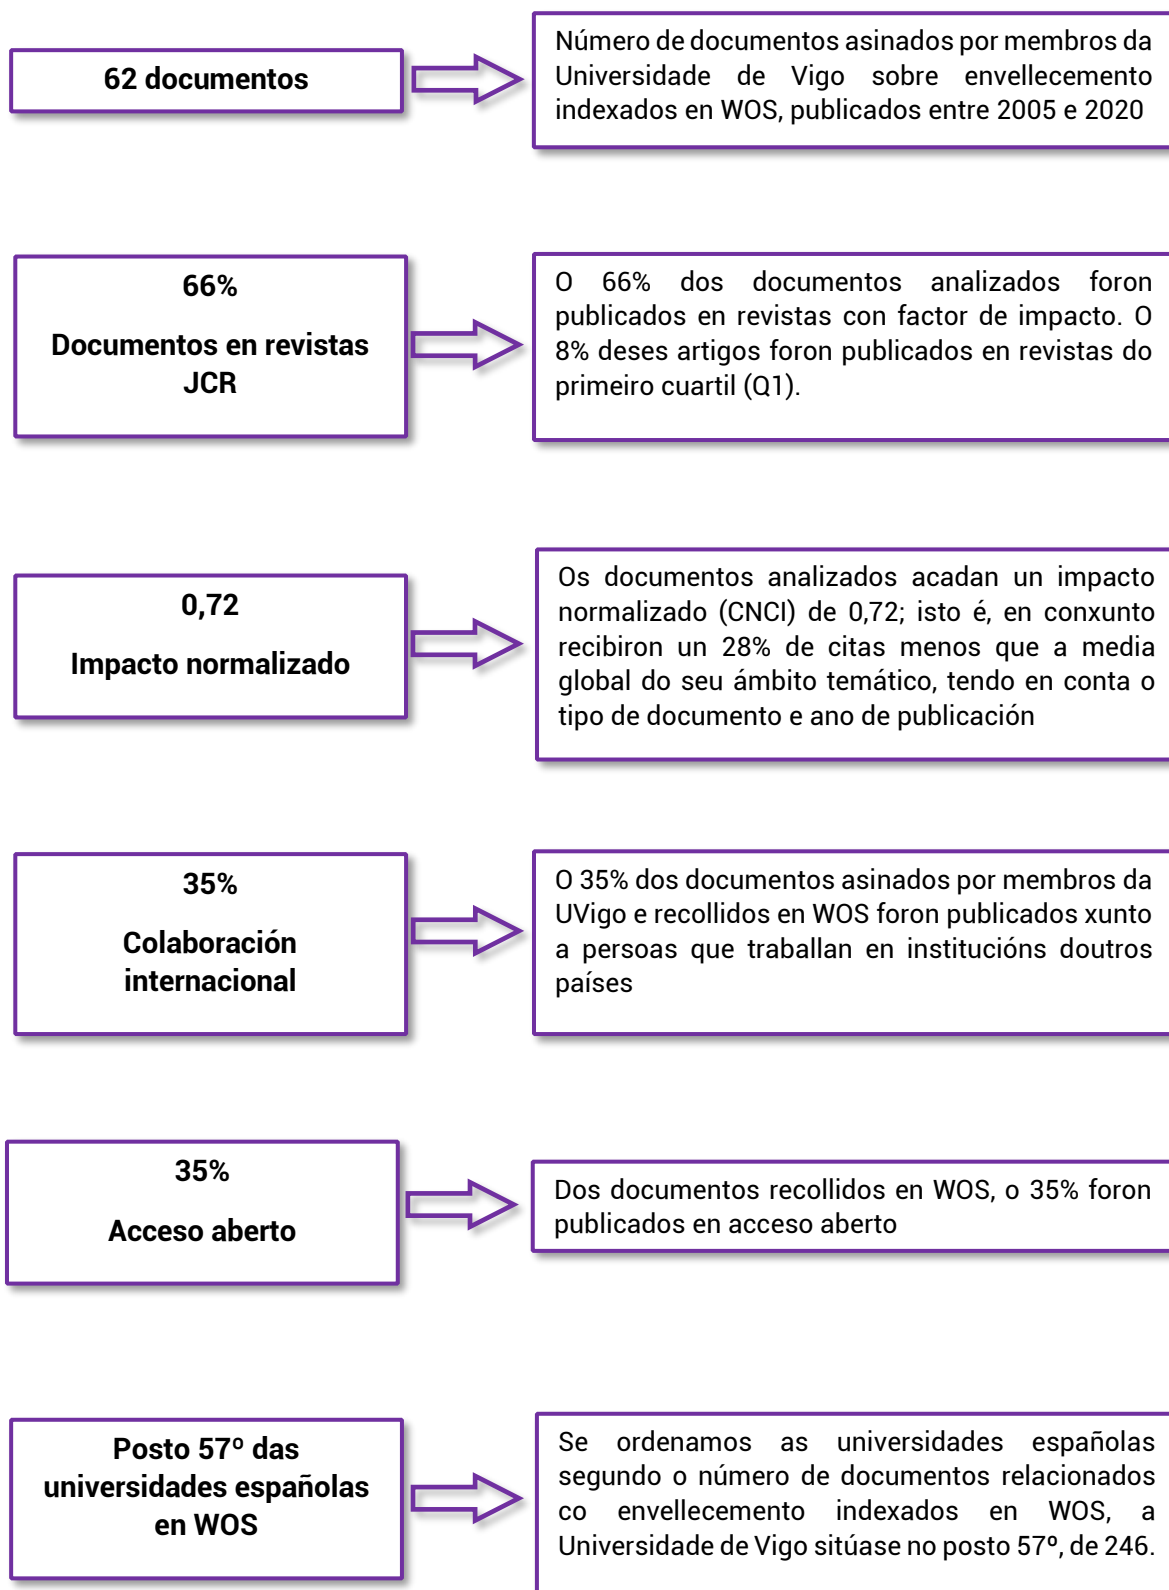 62 documentos
Número de documentos asinados por membros da
Universidade de Vigo sobre envellecemento
indexados en WOS, publicados entre 2005 e 2020
66%
Documentos en revistas
JCR
O 66% dos documentos analizados foron
publicados en revistas con factor de impacto. O
8% deses artigos foron publicados en revistas do
primeiro cuartil (Q1).
0,72
Impacto normalizado
Os documentos analizados acadan un impacto
normalizado (CNCI) de 0,72; isto é, en conxunto
recibiron un 28% de citas menos que a media
global do seu ámbito temático, tendo en conta o
tipo de documento e ano de publicación
35%
Colaboración
internacional
O 35% dos documentos asinados por membros da
UVigo e recollidos en WOS foron publicados xunto
a persoas que traballan en institucións doutros
países
35%
Acceso aberto
Dos documentos recollidos en WOS, o 35% foron
publicados en acceso aberto
Posto 57º das
universidades españolas
en WOS
Se ordenamos as universidades españolas
segundo o número de documentos relacionados
co envellecemento indexados en WOS, a
Universidade de Vigo sitúase no posto 57º, de 246.